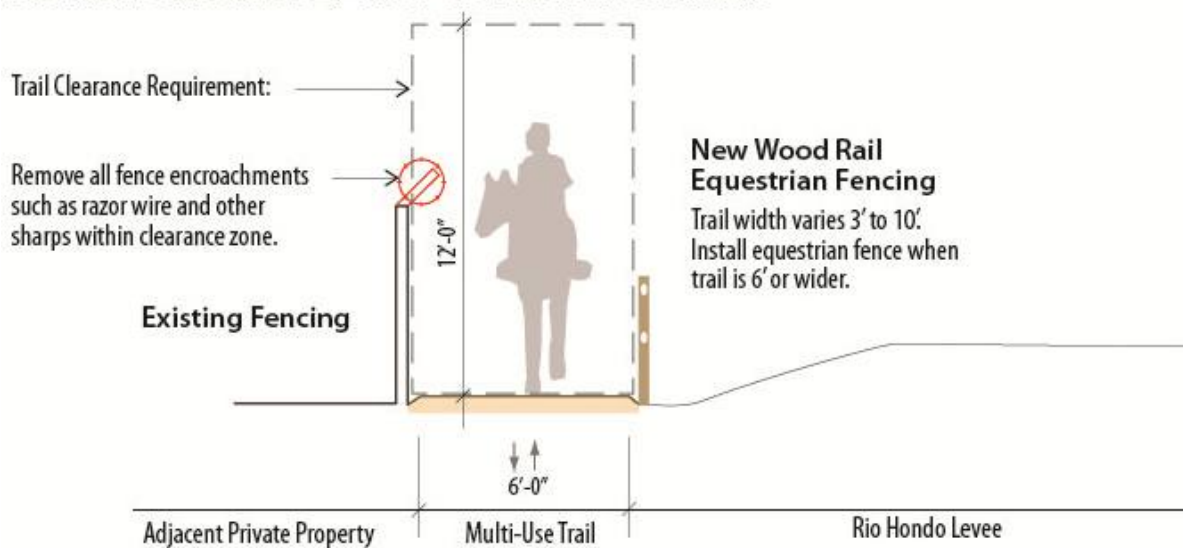 Trail Clearance Requirement:
Remove all fence encroachments
such as razor wire and other
sharps within clearance zone.
Existing Fencing
12'-0"
New Wood Rail
Equestrian Fencing
Trail width varies 3' to 10'.
Install equestrian fence when
trail is 6' or wider.
6'-0"
Adjacent Private Property
Multi-Use Trail
Rio Hondo Levee